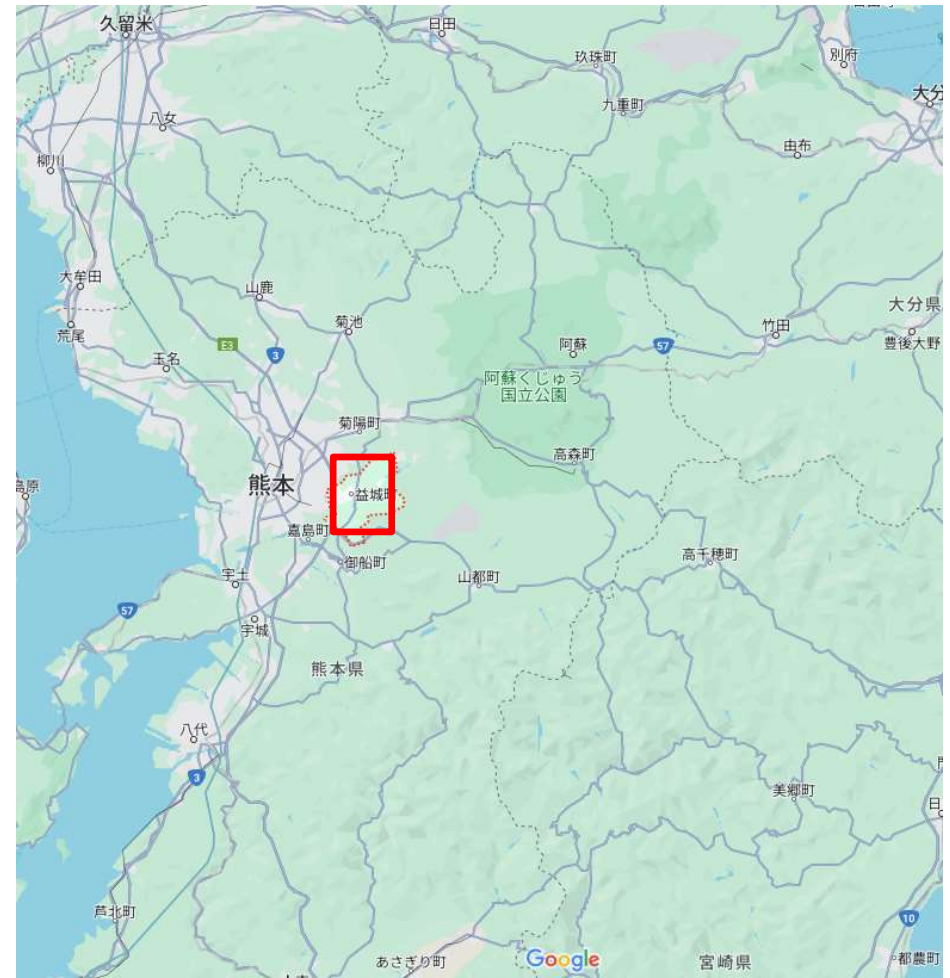 久留米
日田
玖珠町
別府
大分
九重町
八女
由布
柳川
大牟田
山鹿
大分県
竹田
菊池
荒尾
E3
3
阿蘇
57
豊後大野
玉名
阿蘇くじゅう
国立公園
菊陽町
高森町
熊本
島原
益城町
嘉島町
御船町
高千穂町
山都町
宇土
57
宇城
熊本県
八代
3
美郷町
日
芦北町
10
あさぎり町
Google
宮崎県
都農町